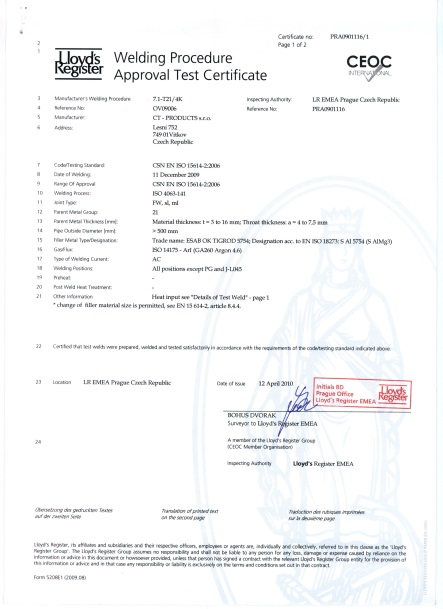 Certificate no: PRA0901116/1
Page 1 of 2
2
1
Lloyd's
Register
Welding Procedure
Approval Test Certificate
CEOC
INTERNATIONAL
3 Manufacturer's Welding Procedure 7.1-T21/4K Inspecting Authority: LR EMEA Prague Czech Republic
4 Reference No: OV09006 Reference No: PRA0901116
5 Manufacturer: CT - PRODUCTS s.r.o.
6 Address: Lesní 752
749 01Vítkov
Czech Republic
7 Code/Testing Standard: CSN EN ISO 15614-2:2006
8 Date of Welding: 11 December 2009
9 Range Of Approval CSN EN ISO 15614-2:2006
10 Welding Process: ISO 4063-141
11 Joint Type: FW, sl, ml
12 Parent Metal Group: 21
13 Parent Metal Thickness [mm]: Material thickness: t = 3 to 16 mm; Throat thickness: a = 4 to 7,5 mm
14 Pipe Outside Diameter [mm]: > 500 mm
15 Filler Metal Type/Designation: Trade name: ESAB OK TIGROD 5754; Designation acc. to EN ISO 18273: S Al 5754 (S AlMg3)
16 Gas/Flux: ISO 14175 - Ar1 (GA260 Argon 4.6)
17 Type of Welding Current: AC
18 Welding Positions: All positions except PG and J-L045
19 Preheat: -
20 Post Weld Heat Treatment: -
21 Other Information Heat input see "Details of Test Weld" - page 1
* change of filler material size is permitted, see EN 15 614-2, article 8.4.4.
22 Certified that test welds were prepared, welded and tested satisfactorily in accordance with the requirements of the code/testing standard indicated above.
23 Location LR EMEA Prague Czech Republic Date of Issue 12 April 2010
Initials BD
Prague Office
Lloyd's Register EMEA
Lloyd's
Register
BOHUS DVORAK
Surveyor to Lloyd's Register EMEA
24
A member of the Lloyd's Register Group
(CEOC Member Organisation)
Inspecting Authority Lloyd's Register EMEA
Übersetzung der gedruckten Textes
auf der zweiten Seite
Translation of printed text
on the second page
Traduction des rubriques imprimées
sur la deuxième page
Lloyd's Register, its affiliates and subsidiaries and their respective officers, employees or agents are, individually and collectively, referred to in this clause as the 'Lloyd's
Register Group'. The Lloyd's Register Group assumes no responsibility and shall not be liable to any person for any loss, damage or expense caused by reliance on the
information or advice in this document or howsoever provided, unless that person has signed a contract with the relevant Lloyd's Register Group entity for the provision of
this information or advice and in that case any responsibility or liability is exclusively on the terms and conditions set out in that contract.
Form 5208E1 (2009.08)